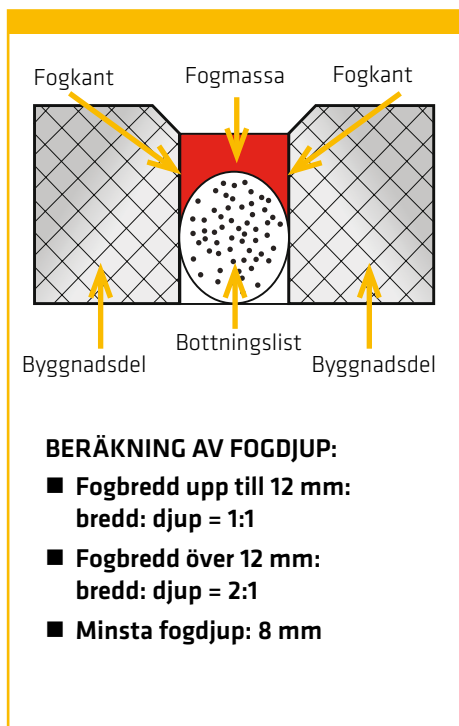 Fogkant Fogmassa Fogkant
Bottningslist
Byggnadsdel Byggnadsdel
BERÄKNING AV FOGDJUP:
■ Fogbredd upp till 12 mm:
bredd: djup = 1:1
■ Fogbredd över 12 mm:
bredd: djup = 2:1
■ Minsta fogdjup: 8 mm